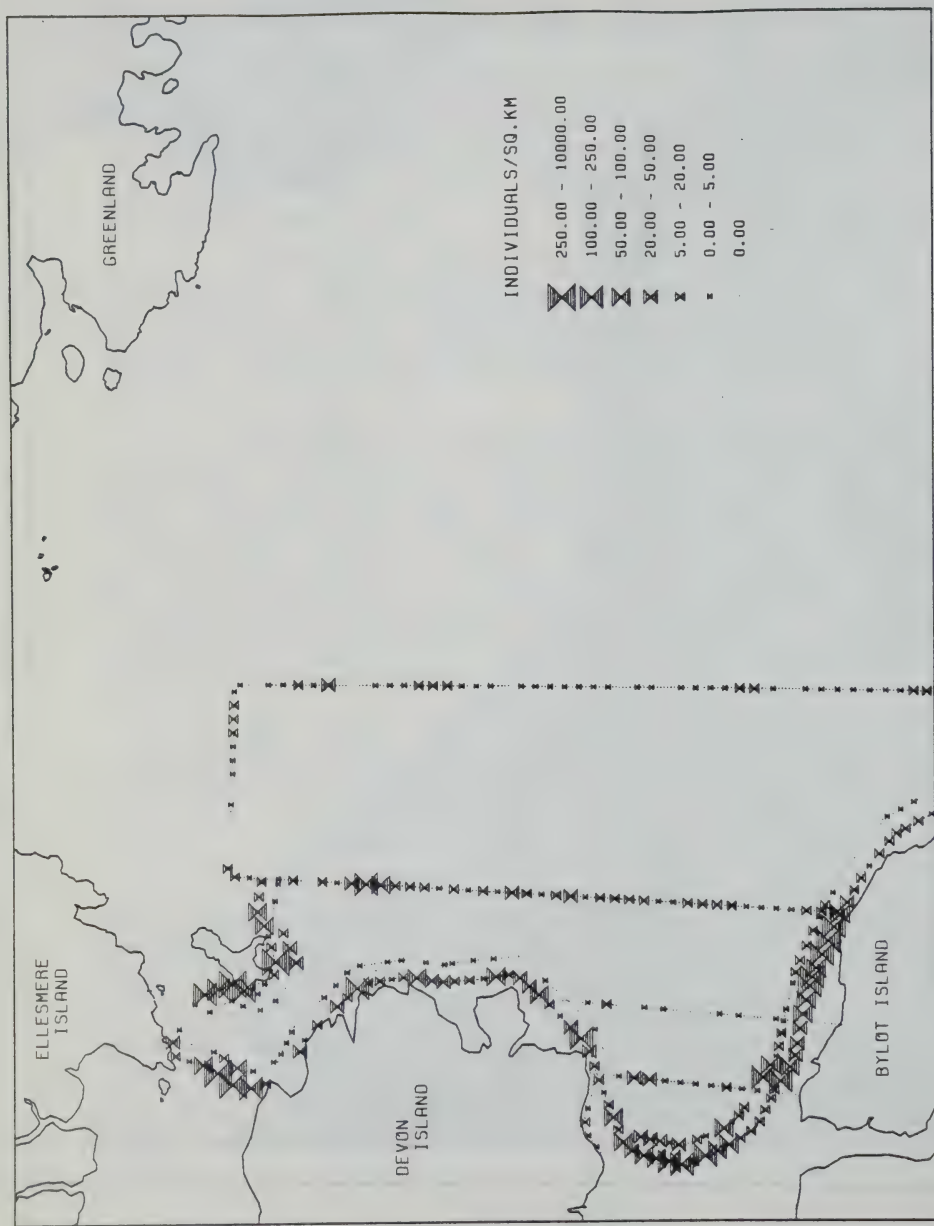 GREENLAND
ELLESMERE
ISLAND
DEVON
ISLAND
BYLOT ISLAND
INDIVIDUALS/SQ.KM
250.00 - 10000.00
100.00 - 250.00
50.00 - 100.00
20.00 - 50.00
5.00 - 20.00
0.00 - 5.00
0.00